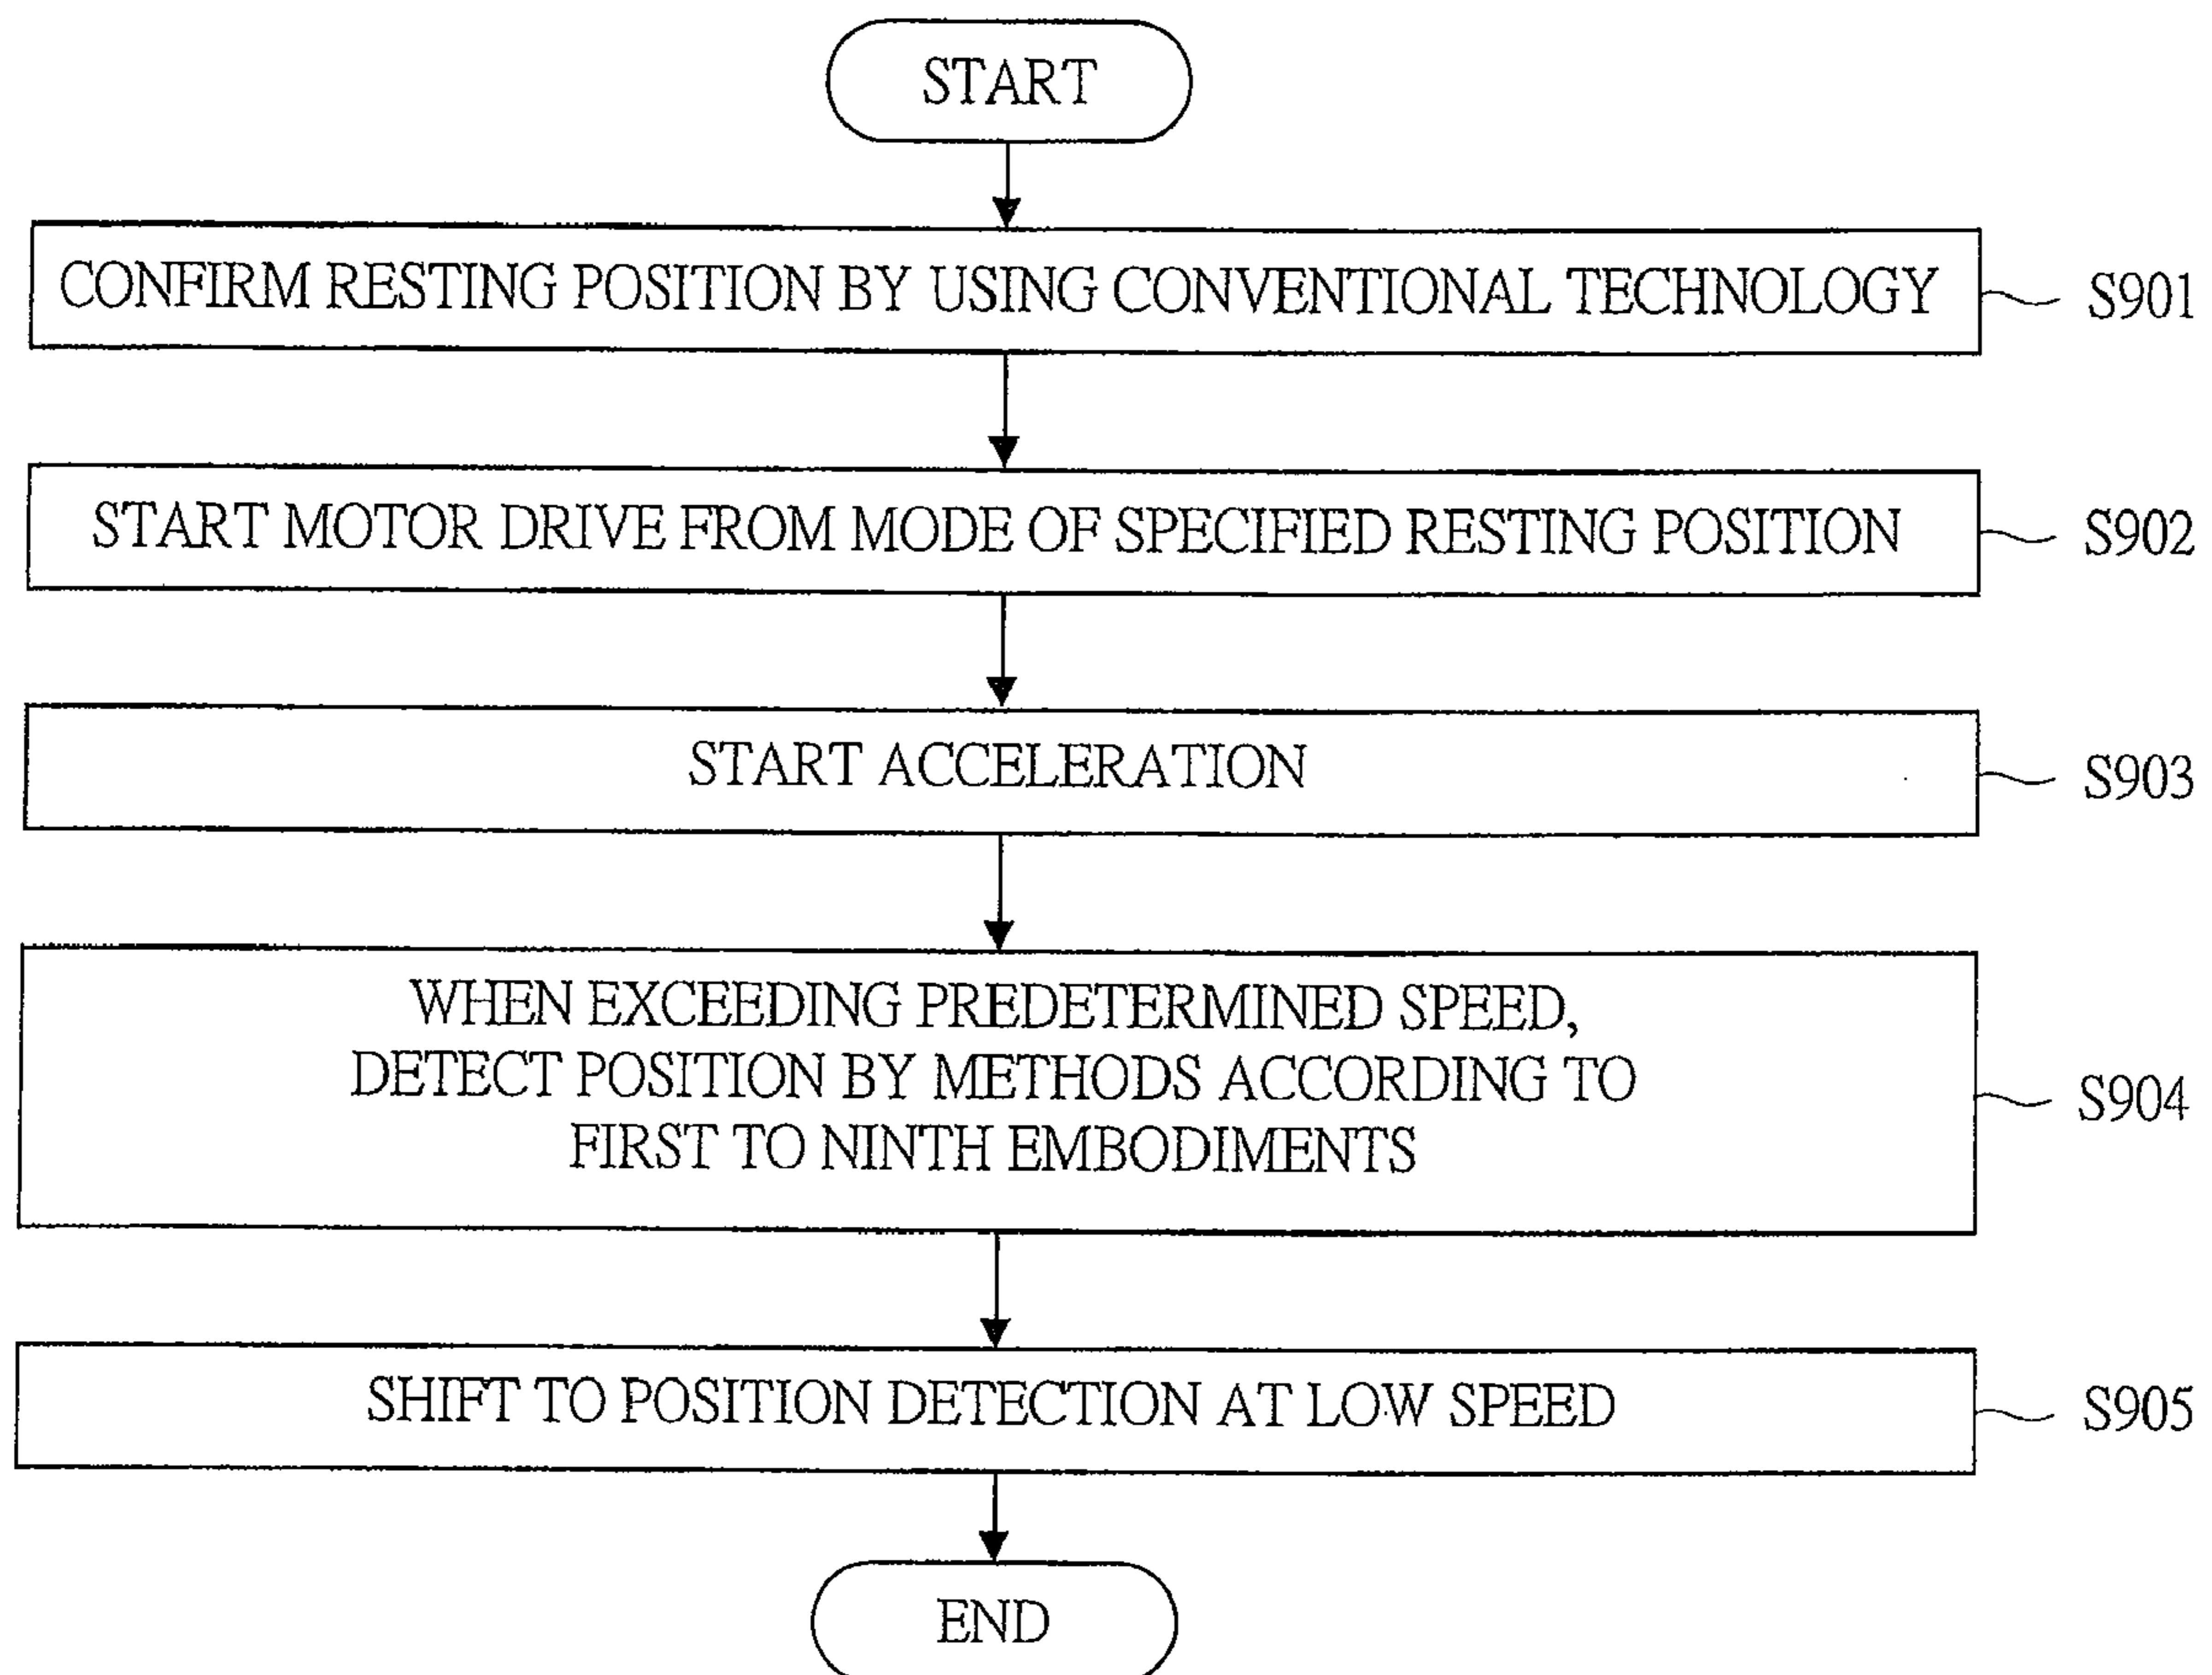 START
CONFIRM RESTING POSITION BY USING CONVENTIONAL TECHNOLOGY
S901
START MOTOR DRIVE FROM MODE OF SPECIFIED RESTING POSITION
S902
START ACCELERATION
S903
WHEN EXCEEDING PREDETERMINED SPEED,
DETECT POSITION BY METHODS ACCORDING TO
FIRST TO NINTH EMBODIMENTS
S904
SHIFT TO POSITION DETECTION AT LOW SPEED
S905
END